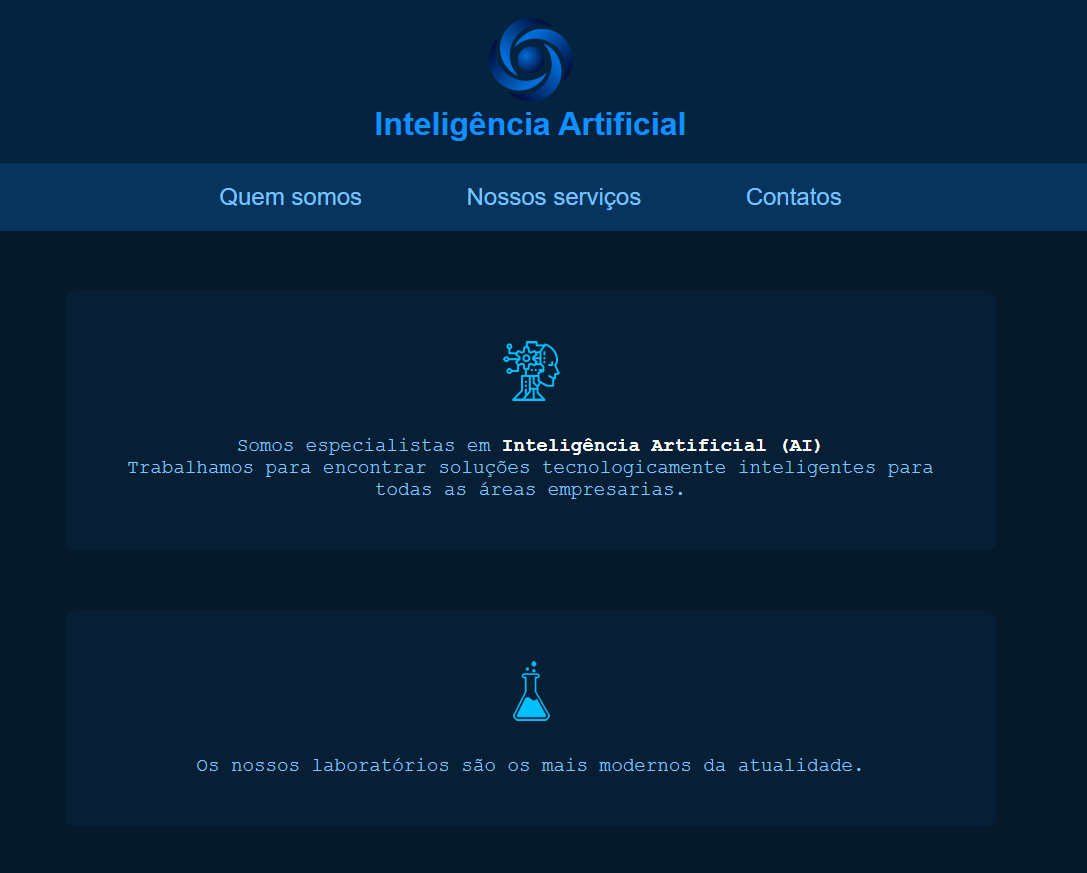 Inteligência Artificial
Quem somos
Nossos serviços
Contatos
Somos especialistas em Inteligência Artificial (AI)
Trabalhamos para encontrar soluções tecnologicamente inteligentes para
todas as áreas empresarias.
Os nossos laboratórios são os mais modernos da atualidade.